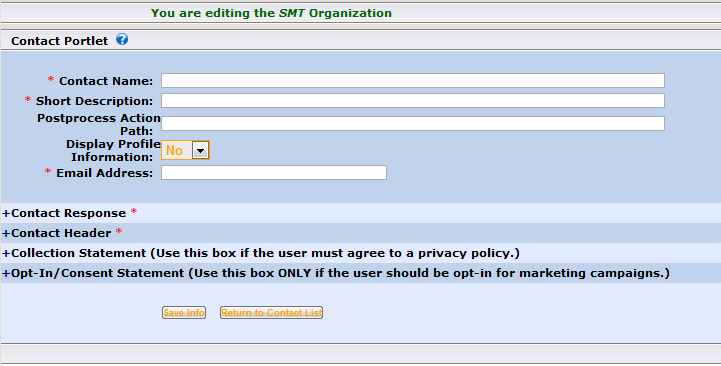 You are editing the SMT Organization
Contact Portlet ?
* Contact Name:
* Short Description:
Postprocess Action
Path:
Display Profile
Information: No
* Email Address:
+Contact Response *
+Contact Header *
+Collection Statement (Use this box if the user must agree to a privacy policy.)
+Opt-In/Consent Statement (Use this box ONLY if the user should be opt-in for marketing campaigns.)
Save Info Return to Contact List